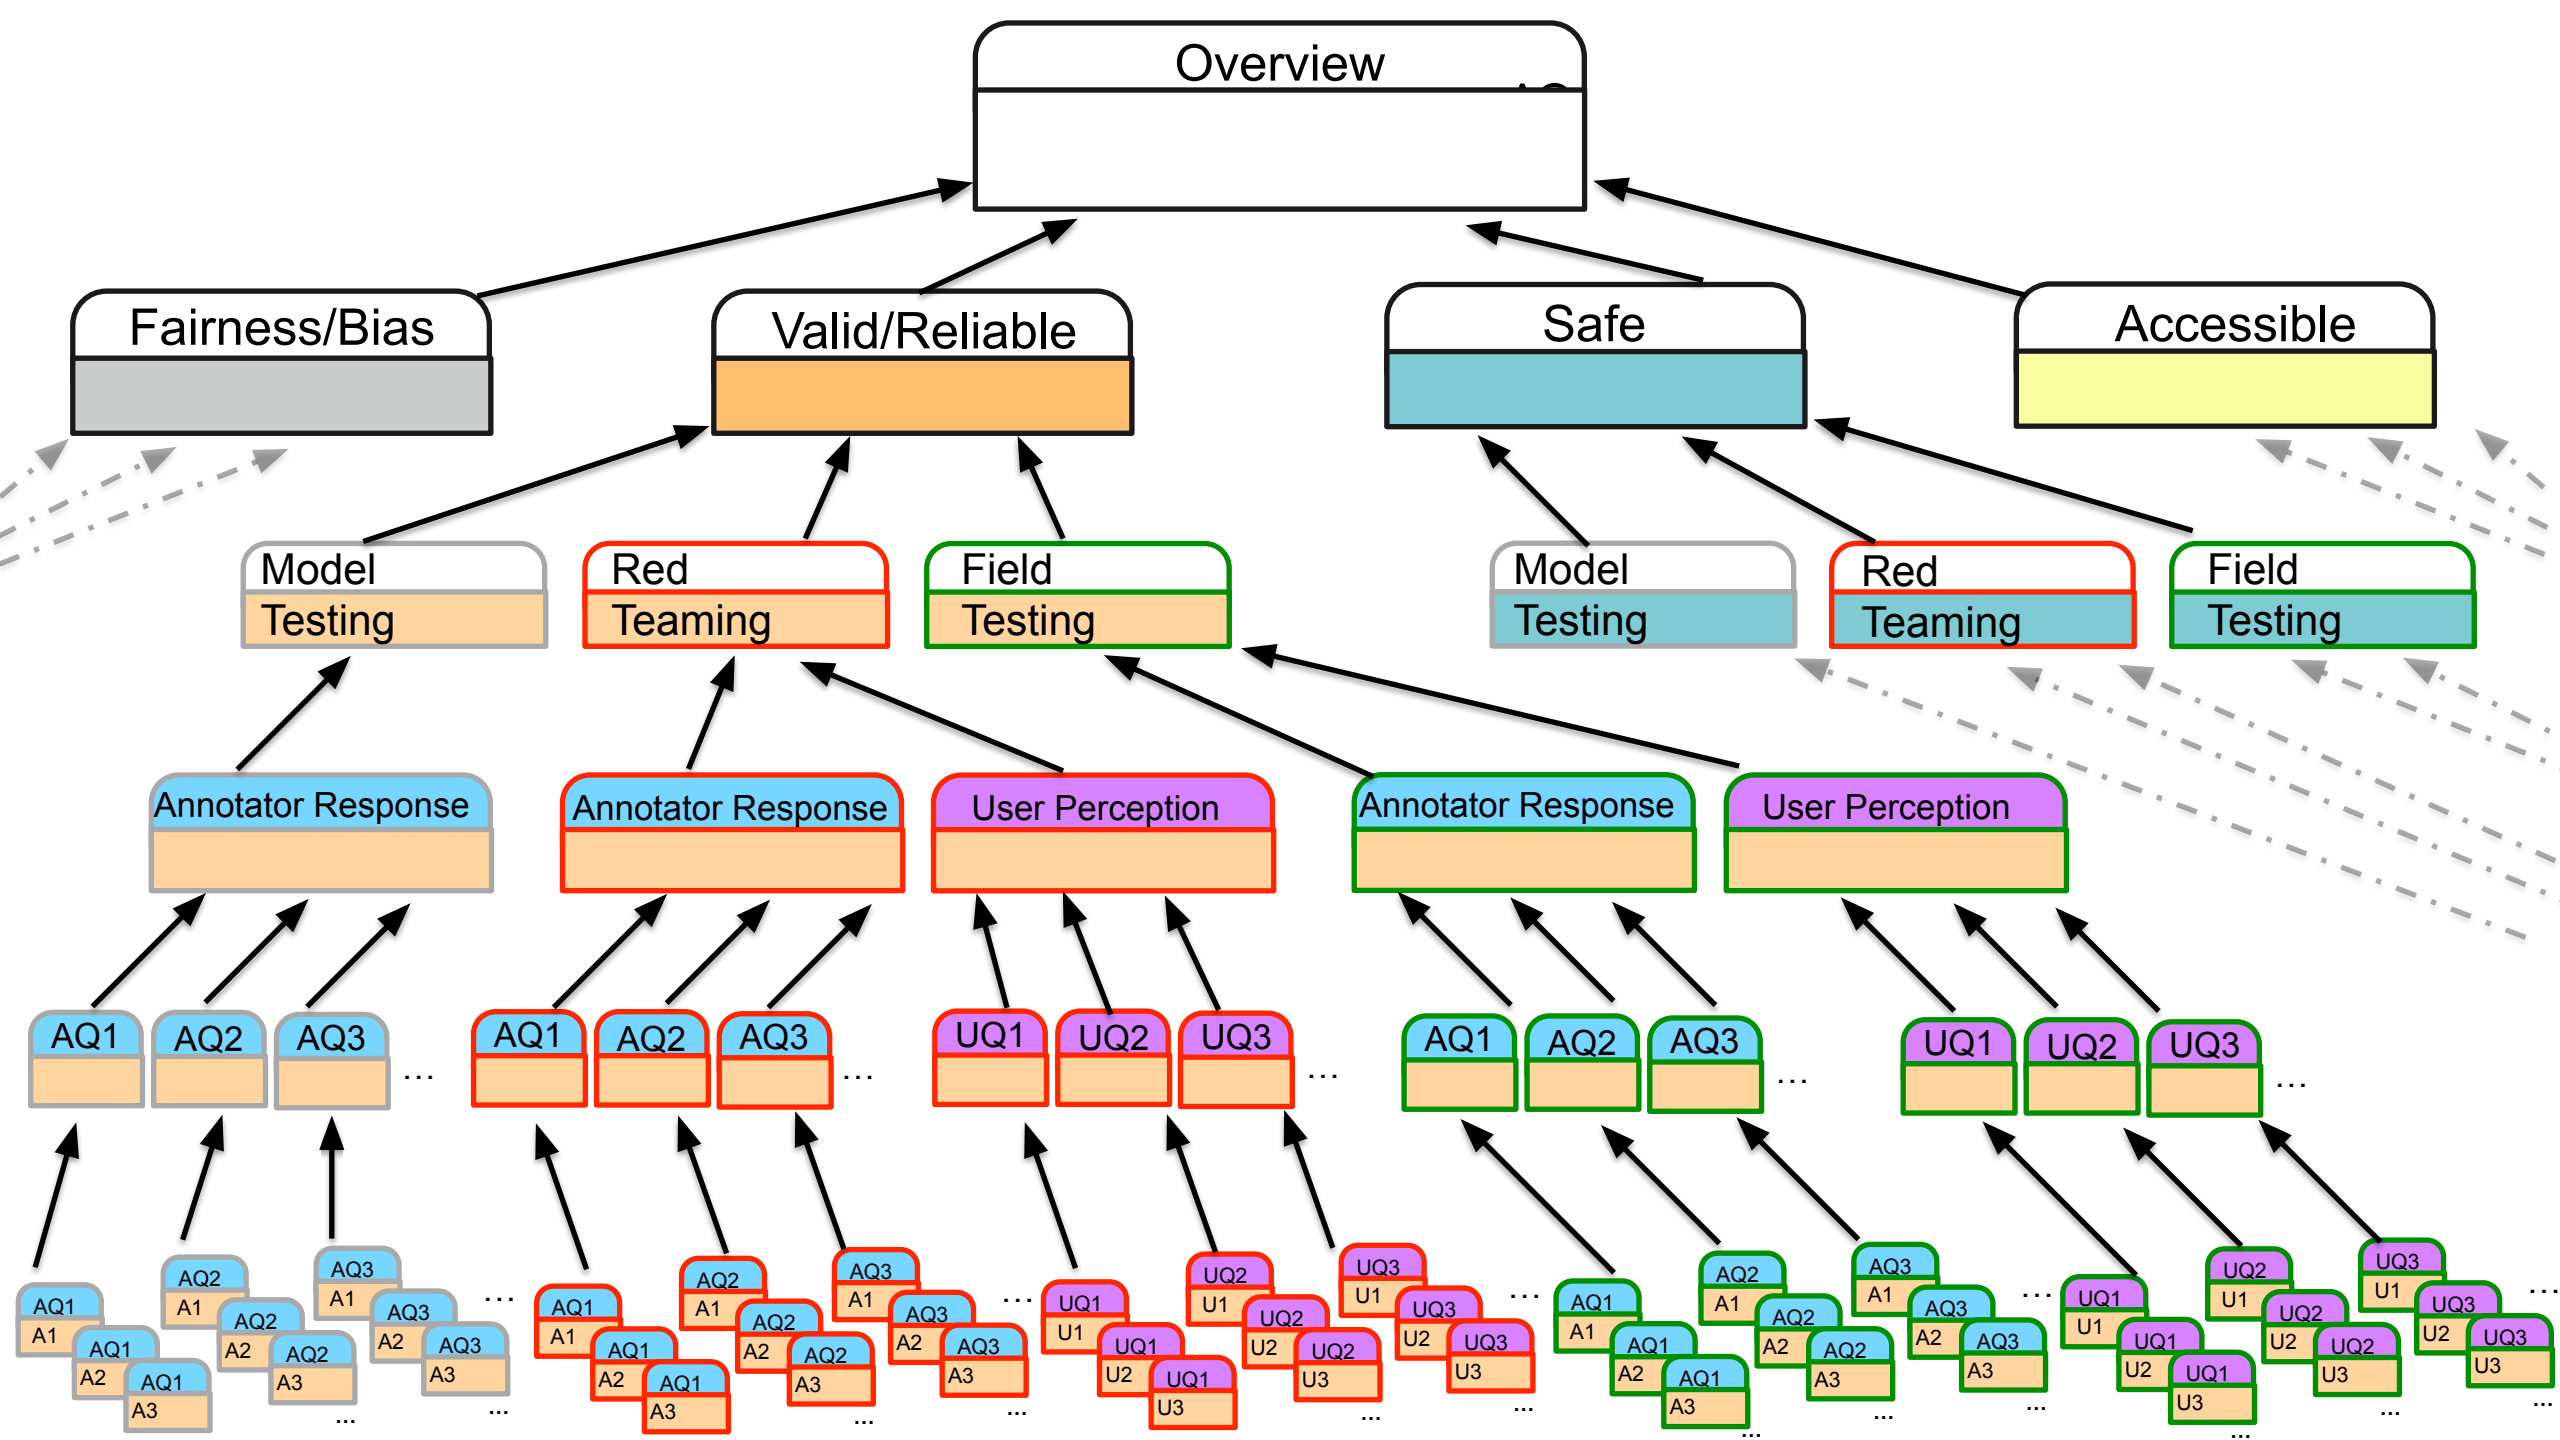 Overview
Fairness/Bias
Valid/Reliable
Safe
Accessible
Model
Testing
Red
Teaming
Field
Testing
Model
Testing
Red
Teaming
Field
Testing
Annotator Response
Annotator Response
User Perception
Annotator Response
User Perception
AQ1
AQ2
AQ3
...
AQ1
AQ2
AQ3
...
UQ1
UQ2
UQ3
...
AQ1
AQ2
AQ3
...
UQ1
UQ2
UQ3
...
AQ1
A1
AQ1
A2
AQ1
A3
AQ2
A1
AQ2
A2
AQ2
A3
...
AQ3
A1
AQ3
A2
AQ3
A3
...
...
AQ1
A1
AQ1
A2
AQ1
A3
AQ2
A1
AQ2
A2
AQ2
A3
...
AQ3
A1
AQ3
A2
AQ3
A3
...
...
UQ1
U1
UQ1
U2
UQ1
U3
UQ2
U1
UQ2
U2
UQ2
U3
...
UQ3
U1
UQ3
U2
UQ3
U3
...
...
AQ1
A1
AQ1
A2
AQ1
A3
...
AQ2
A1
AQ2
A2
AQ2
A3
...
AQ3
A1
AQ3
A2
AQ3
A3
...
...
UQ1
U1
UQ1
U2
UQ1
U3
...
UQ2
U1
UQ2
U2
UQ2
U3
...
UQ3
U1
UQ3
U2
UQ3
U3
...
...